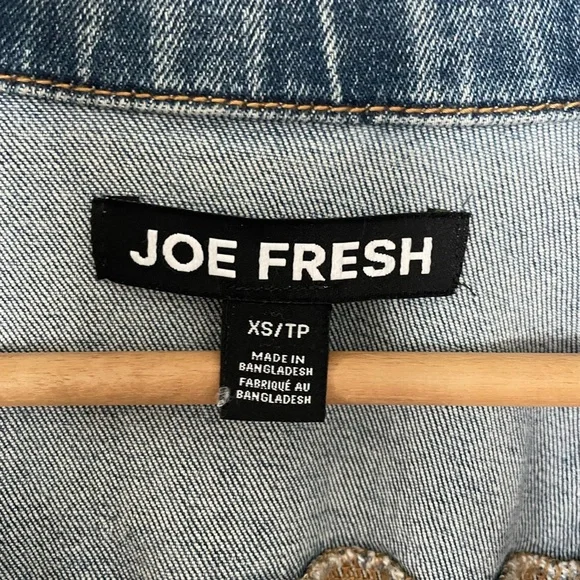 JOE FRESH
XS/TP
MADE IN
BANGLADESH
FABRIQUÉ AU
BANGLADESH